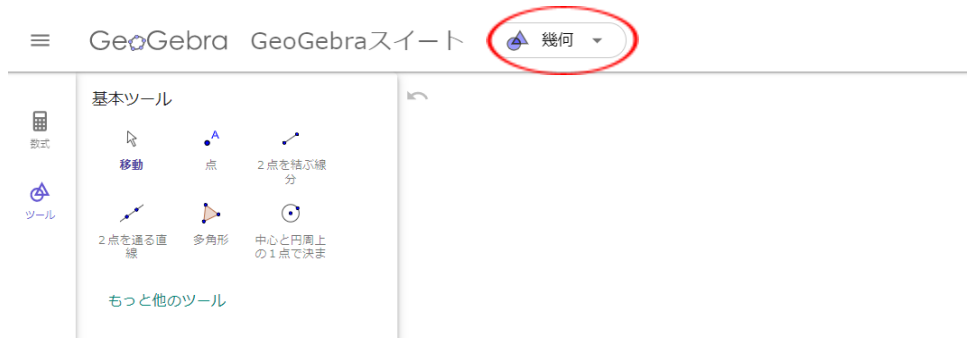 GeoGebra GeoGebraスイート 幾何
基本ツール
数式
A
移動 点 2点を結ぶ線
分
ツール
2点を通る直 多角形 中心と円周上
線 の1点で決ま
もっと他のツール